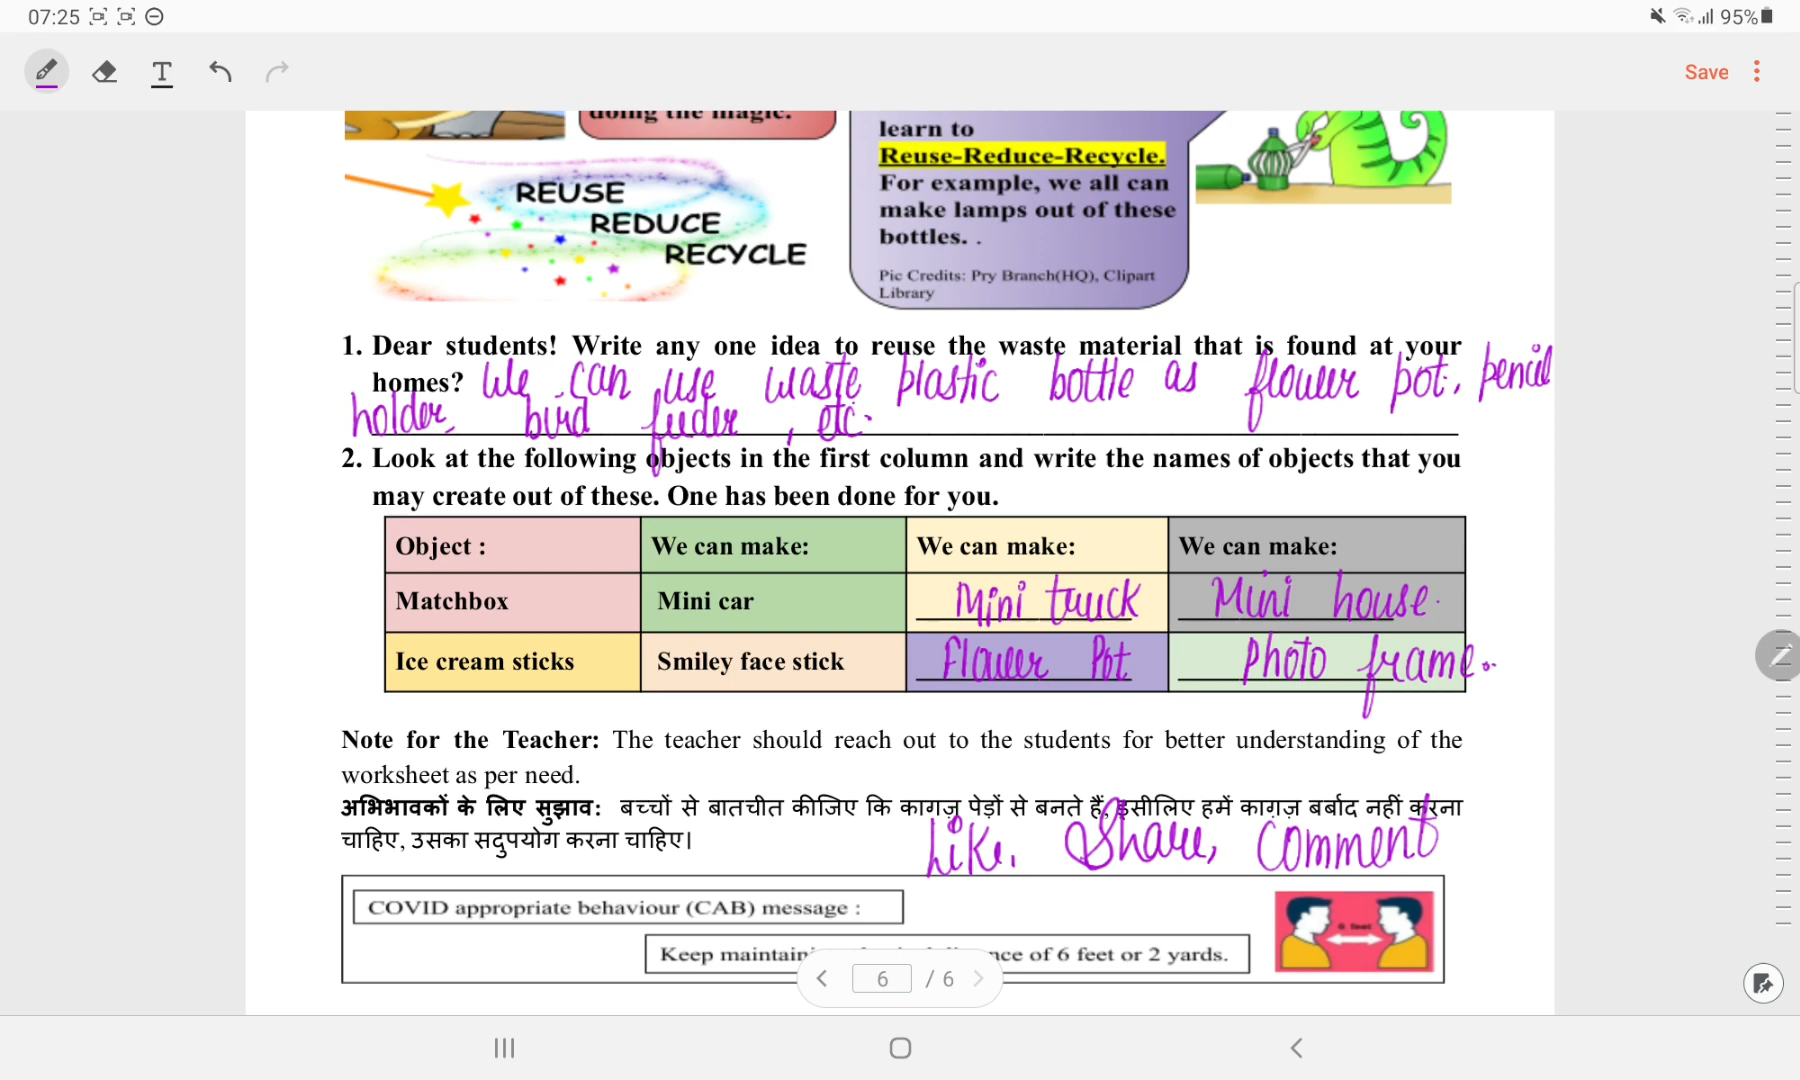 07:25
95%
T
Save
doing the magic.
learn to
Reuse-Reduce-Recycle.
For example, we all can
make lamps out of these
bottles. .
Pic Credits: Pry Branch(HQ), Clipart
Library
REUSE
REDUCE
RECYCLE
1. Dear students! Write any one idea to reuse the waste material that is found at your
homes? We can use waste plastic bottle as flower pot, pencil
holder, bird feeder, etc.
2. Look at the following objects in the first column and write the names of objects that you
may create out of these. One has been done for you.
Object : We can make: We can make: We can make:
Matchbox Mini car Mini truck Mini house.
Ice cream sticks Smiley face stick Flower Pot Photo frame.
Note for the Teacher: The teacher should reach out to the students for better understanding of the
worksheet as per need.
अभिभावकों के लिए सुझाव: बच्चों से बातचीत कीजिए कि कागज़ पेड़ों से बनते हैं, इसीलिए हमें कागज़ बर्बाद नहीं करना
चाहिए, उसका सदुपयोग करना चाहिए।
Like, Share, Comment
COVID appropriate behaviour (CAB) message :
6 feet
Keep maintain nce of 6 feet or 2 yards.
6 / 6